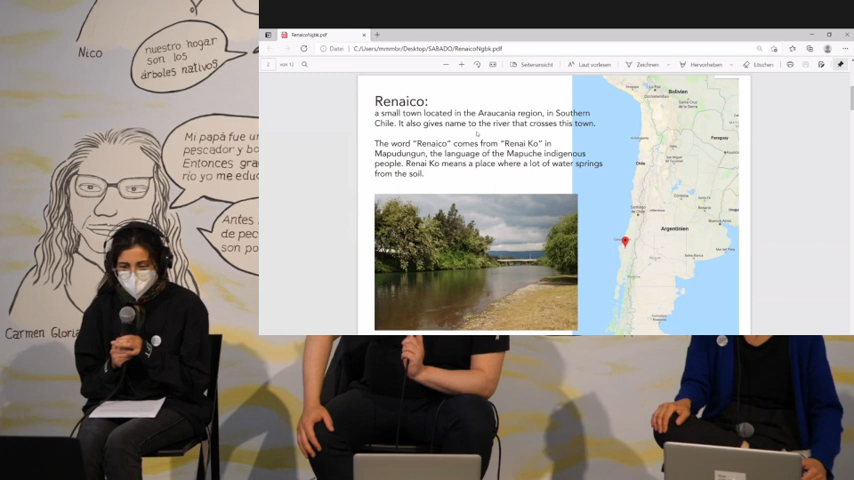 Nico
nuestro hogar
son los
árboles nativos
Mi papá fue un
pescador y bo
Entonces gra
río yo me educ
Antes
de pec
son po
Carmen Gloria
RenaicoNgbk.pdf
Datei
C:/Users/mmmbr/Desktop/SABADO/RenaicoNgbk.pdf
2
von 12
Seitenansicht
Laut vorlesen
Zeichnen
Hervorheben
Löschen
Renaico:
a small town located in the Araucania region, in Southern
Chile. It also gives name to the river that crosses this town.
The word “Renaico” comes from “Renai Ko” in
Mapudungun, the language of the Mapuche indigenous
people. Renai Ko means a place where a lot of water springs
from the soil.
Bolivien
Paraguay
Chile
Argentinien